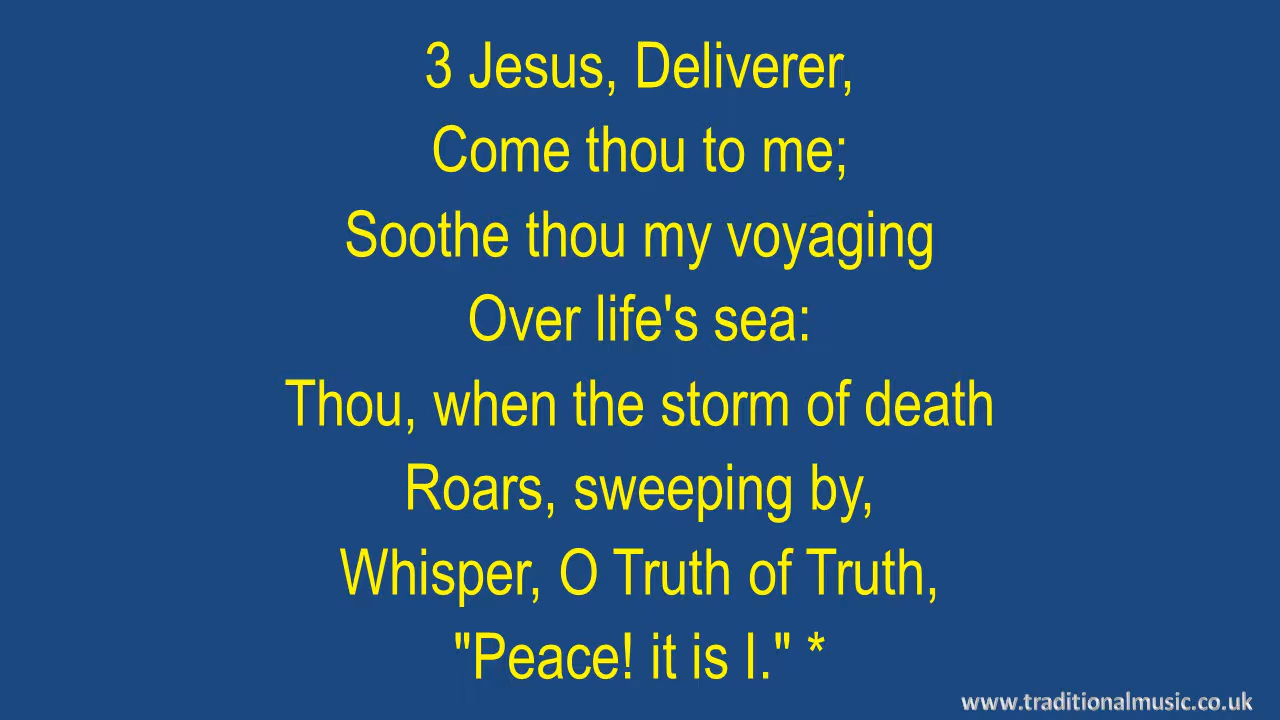 3 Jesus, Deliverer,
Come thou to me;
Soothe thou my voyaging
Over life's sea:
Thou, when the storm of death
Roars, sweeping by,
Whisper, O Truth of Truth,
"Peace! it is I." *
www.traditionalmusic.co.uk